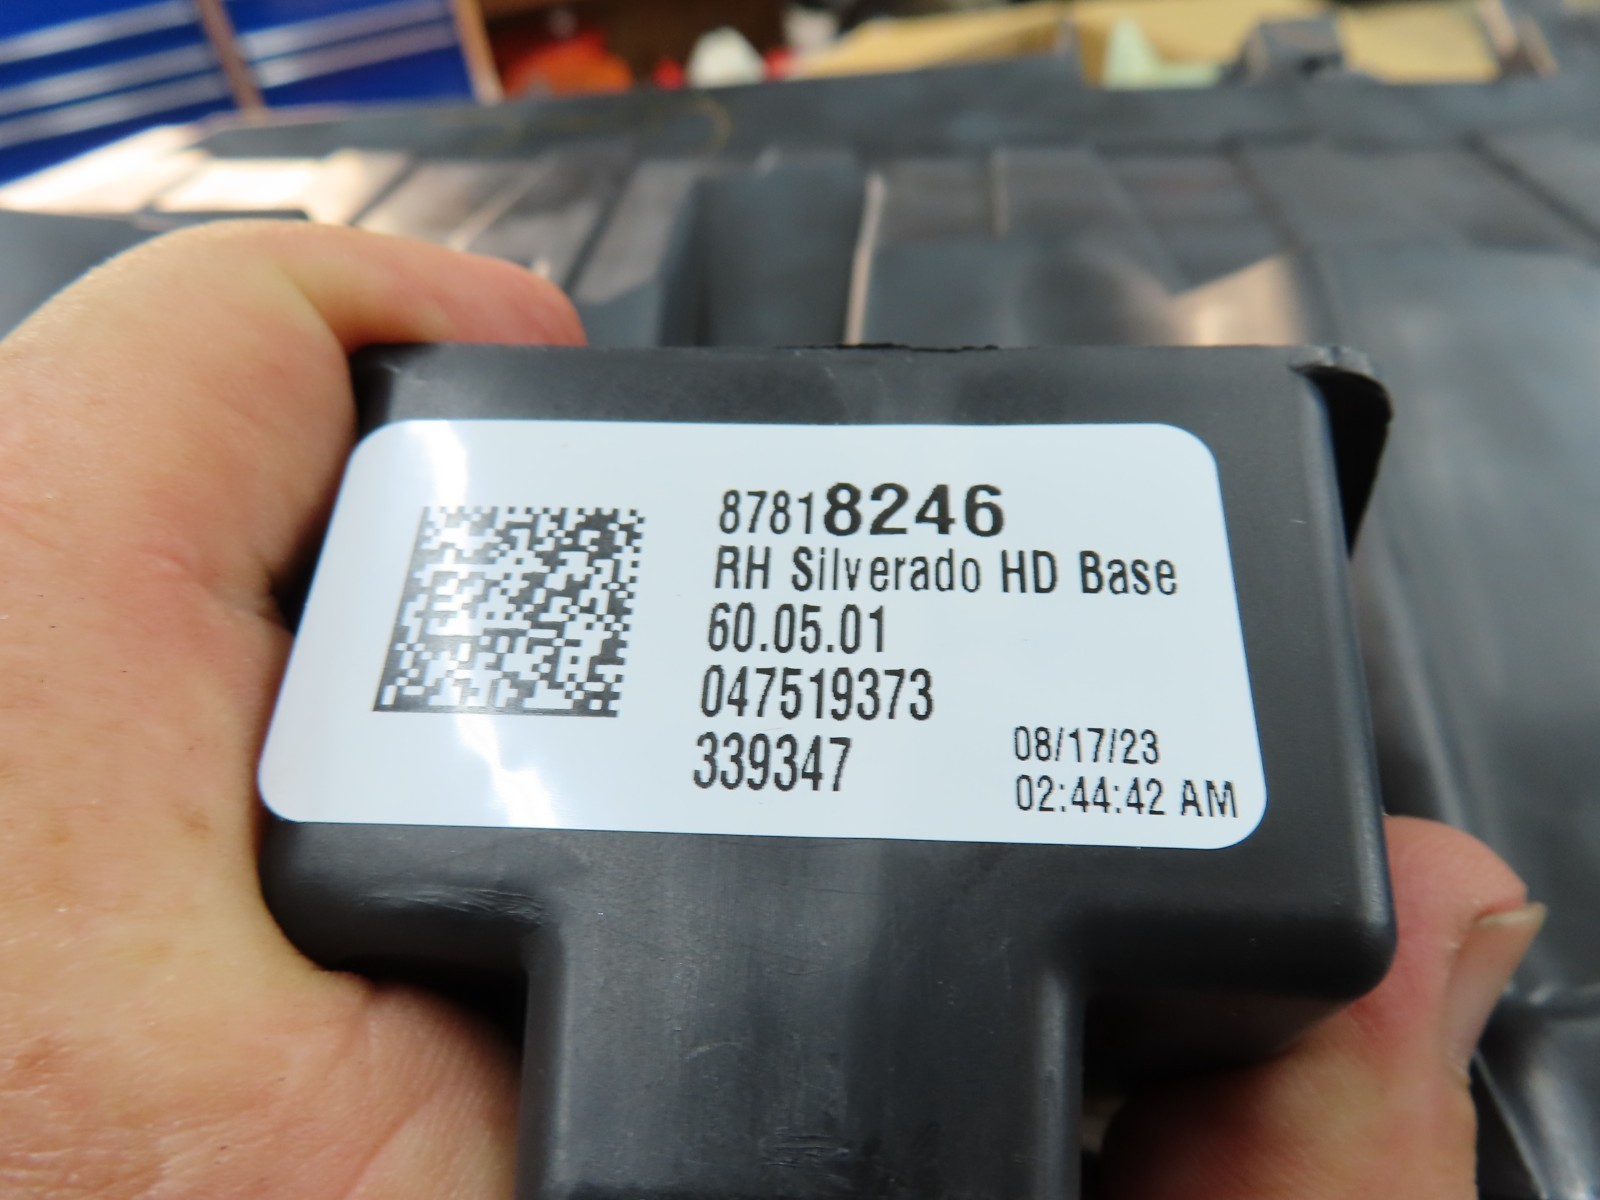 87818246
RH Silverado HD Base
60.05.01
047519373
339347
08/17/23
02:44:42 AM